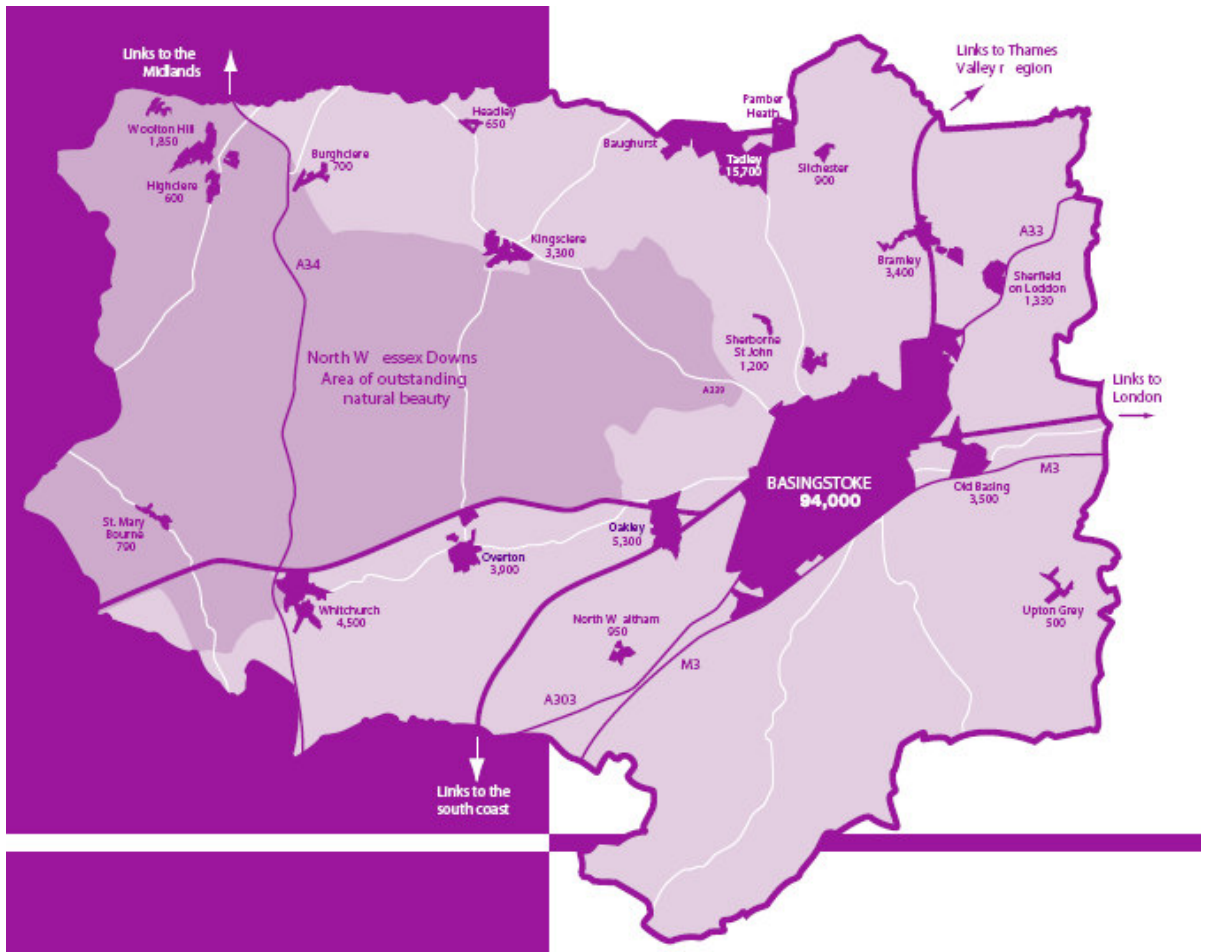 Links to the
Midlands
Links to Thames
Valley r egion
Woolton Hill
1,850
Highclere
600
Burghclere
700
Headley
650
Baughurst
Pamber
Heath
Tadley
15,700
Silchester
900
Kingsclere
3,300
A34
Bramley
3,400
A33
Sherfield
on Loddon
1,330
Sherborne
St John
1,200
North W essex Downs
Area of outstanding
natural beauty
A339
Links to
London
BASINGSTOKE
94,000
M3
Old Basing
3,500
St. Mary
Bourne
790
Oakley
5,300
Overton
3,900
Whitchurch
4,500
North W altham
950
Upton Grey
500
M3
A303
Links to the
south coast